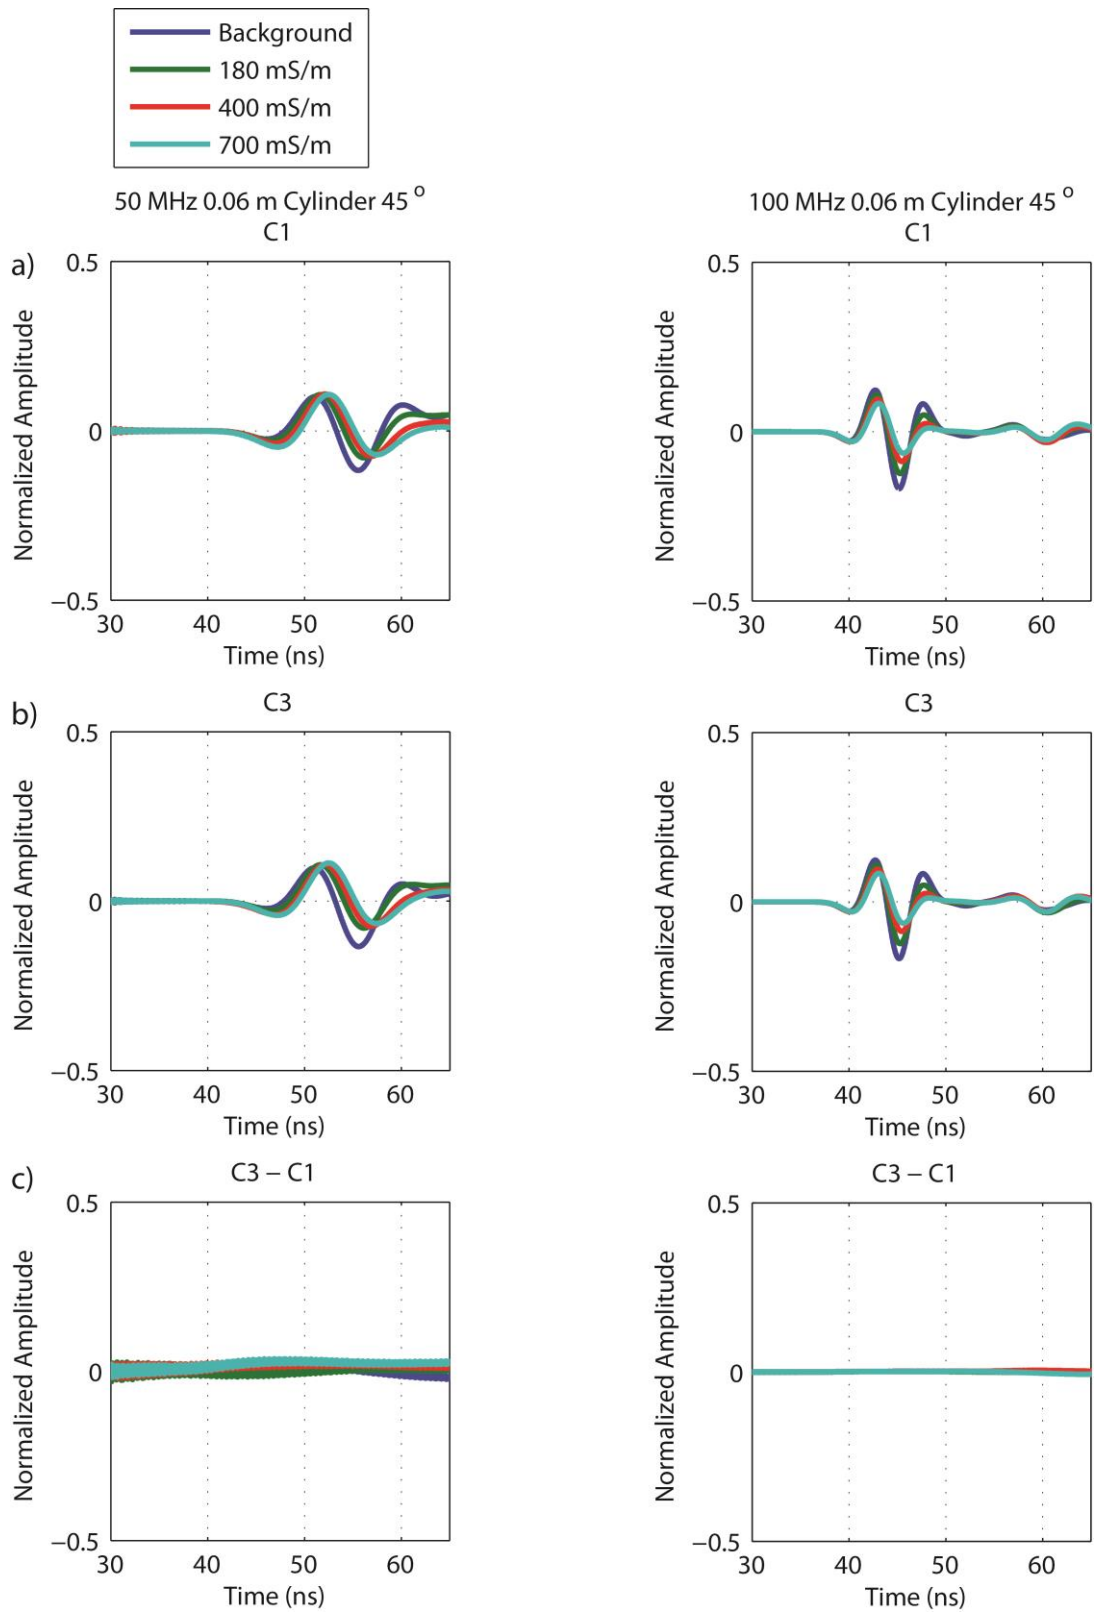 Background
180 mS/m
400 mS/m
700 mS/m
50 MHz 0.06 m Cylinder 45 o
C1
100 MHz 0.06 m Cylinder 45 o
C1
a)
0.5
0
−0.5
Normalized Amplitude
30 40 50 60
Time (ns)
0.5
0
−0.5
Normalized Amplitude
30 40 50 60
Time (ns)
b)
C3
0.5
0
−0.5
Normalized Amplitude
30 40 50 60
Time (ns)
C3
0.5
0
−0.5
Normalized Amplitude
30 40 50 60
Time (ns)
c)
C3 − C1
0.5
0
−0.5
Normalized Amplitude
30 40 50 60
Time (ns)
C3 − C1
0.5
0
−0.5
Normalized Amplitude
30 40 50 60
Time (ns)